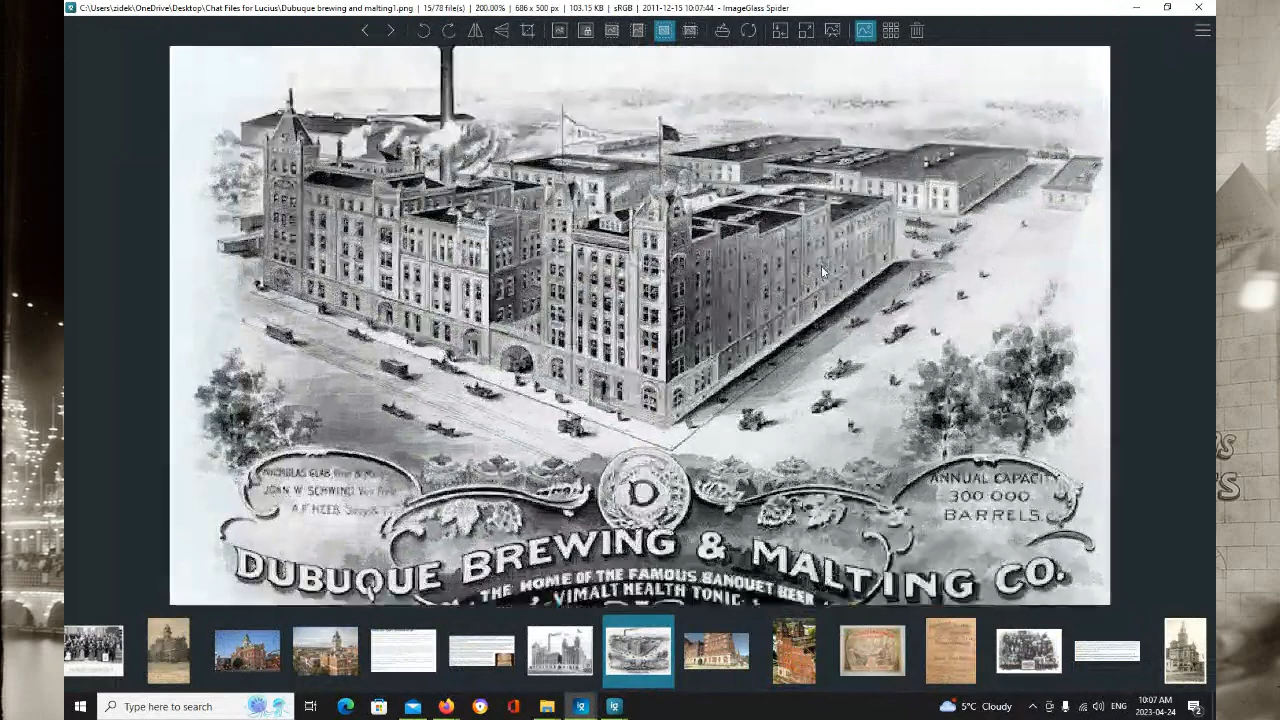 C:\Users\zidek\OneDrive\Desktop\Chat Files for Lucius\Dubuque brewing and malting1.png | 15/78 file(s) | 200.00% | 686 x 500 px | 103.15 KB | sRGB | 2011-12-15 10:07:44 - ImageGlass Spider
NICHOLAS GLAB
JOHN W SCHWIND
A.F. HEEB
D
ANNUAL CAPACITY
300 000
BARRELS
DUBUQUE BREWING & MALTING CO.
THE HOME OF THE FAMOUS BANQUET BEER
VIMALT HEALTH TONIC
Type here to search
5°C Cloudy
ENG
10:07 AM
2023-04-24
2